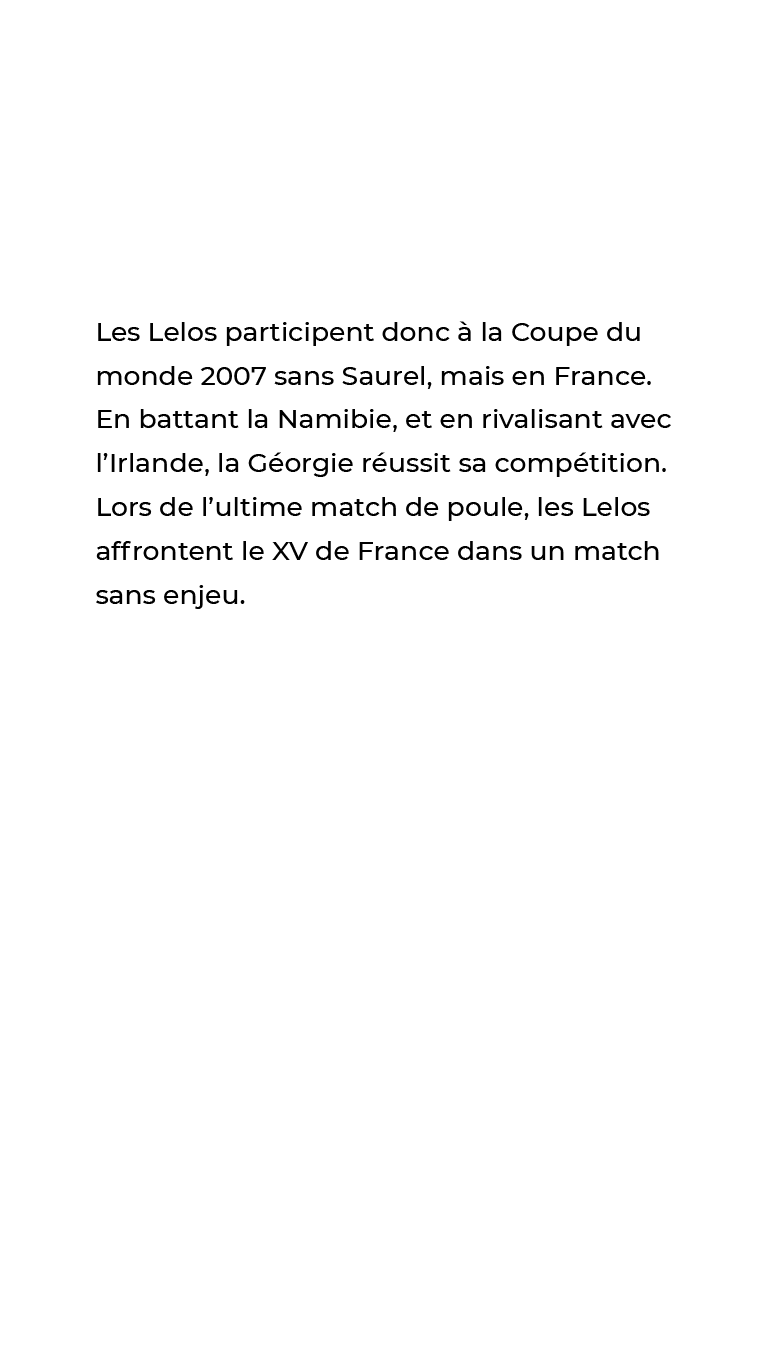 Les Lelos participent donc à la Coupe du
monde 2007 sans Saurel, mais en France.
En battant la Namibie, et en rivalisant avec
l’Irlande, la Géorgie réussit sa compétition.
Lors de l’ultime match de poule, les Lelos
affrontent le XV de France dans un match
sans enjeu.